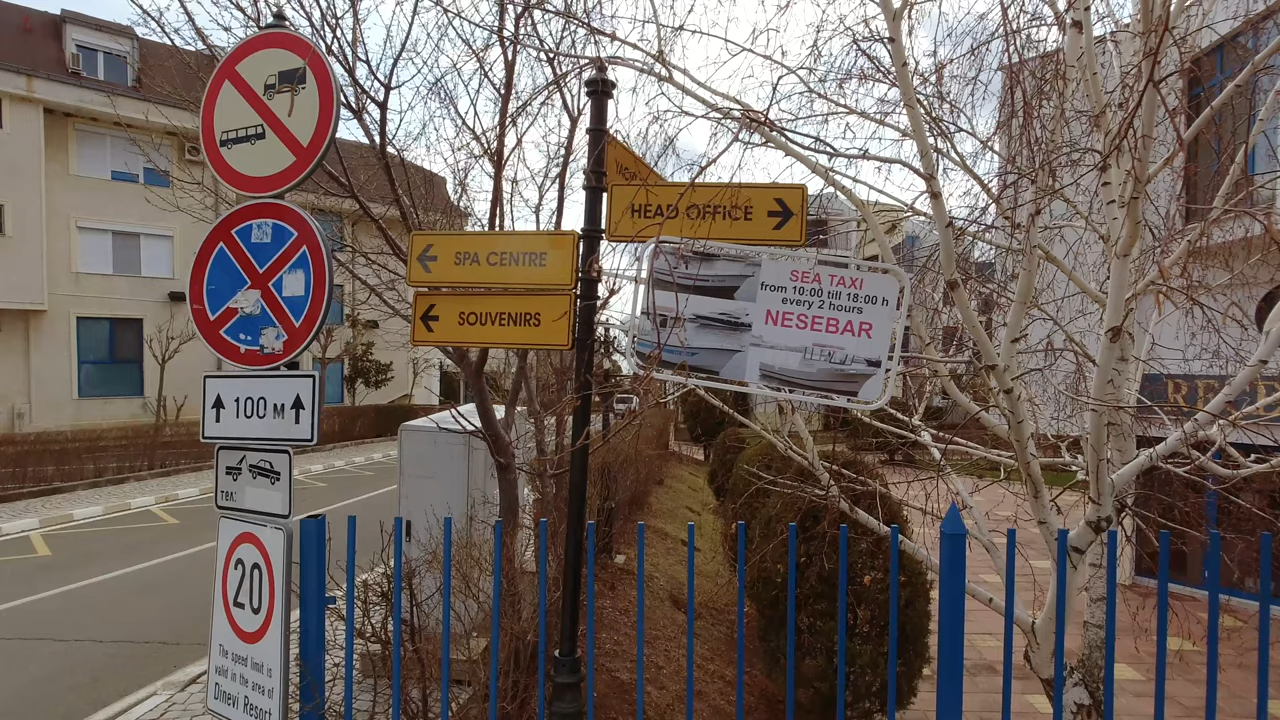 100 м
тел:
20
The speed limit is
valid in the area of
Dinevi Resort
SPA CENTRE
SOUVENIRS
HEAD OFFICE
SEA TAXI
from 10:00 till 18:00 h
every 2 hours
NESEBAR